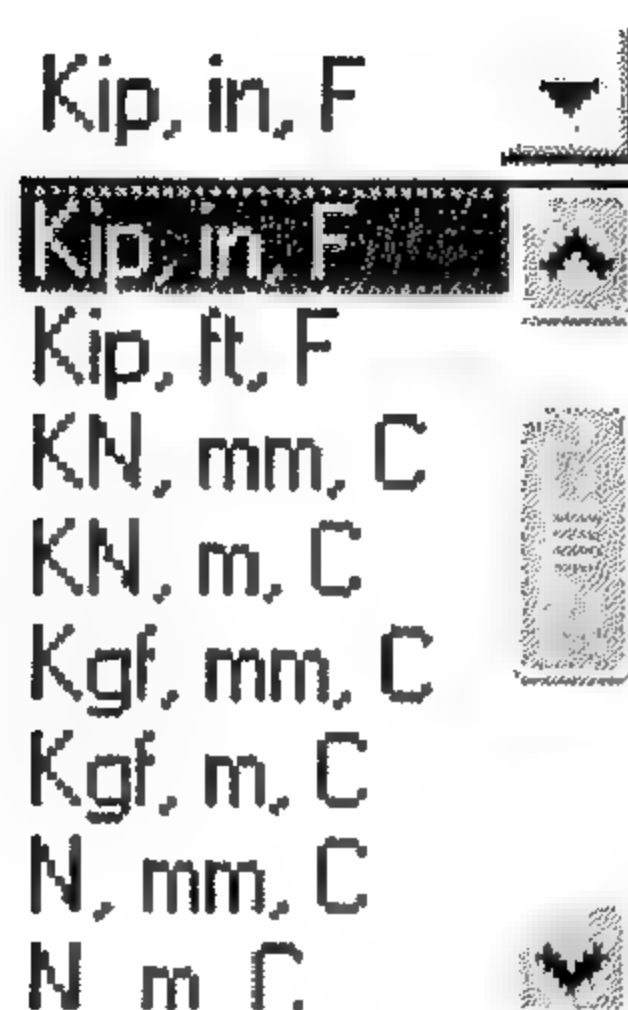 Kip, in, F
Kip, in, F
Kip, ft, F
KN, mm, C
KN, m, C
Kgf, mm, C
Kgf, m, C
N, mm, C
N, m, C